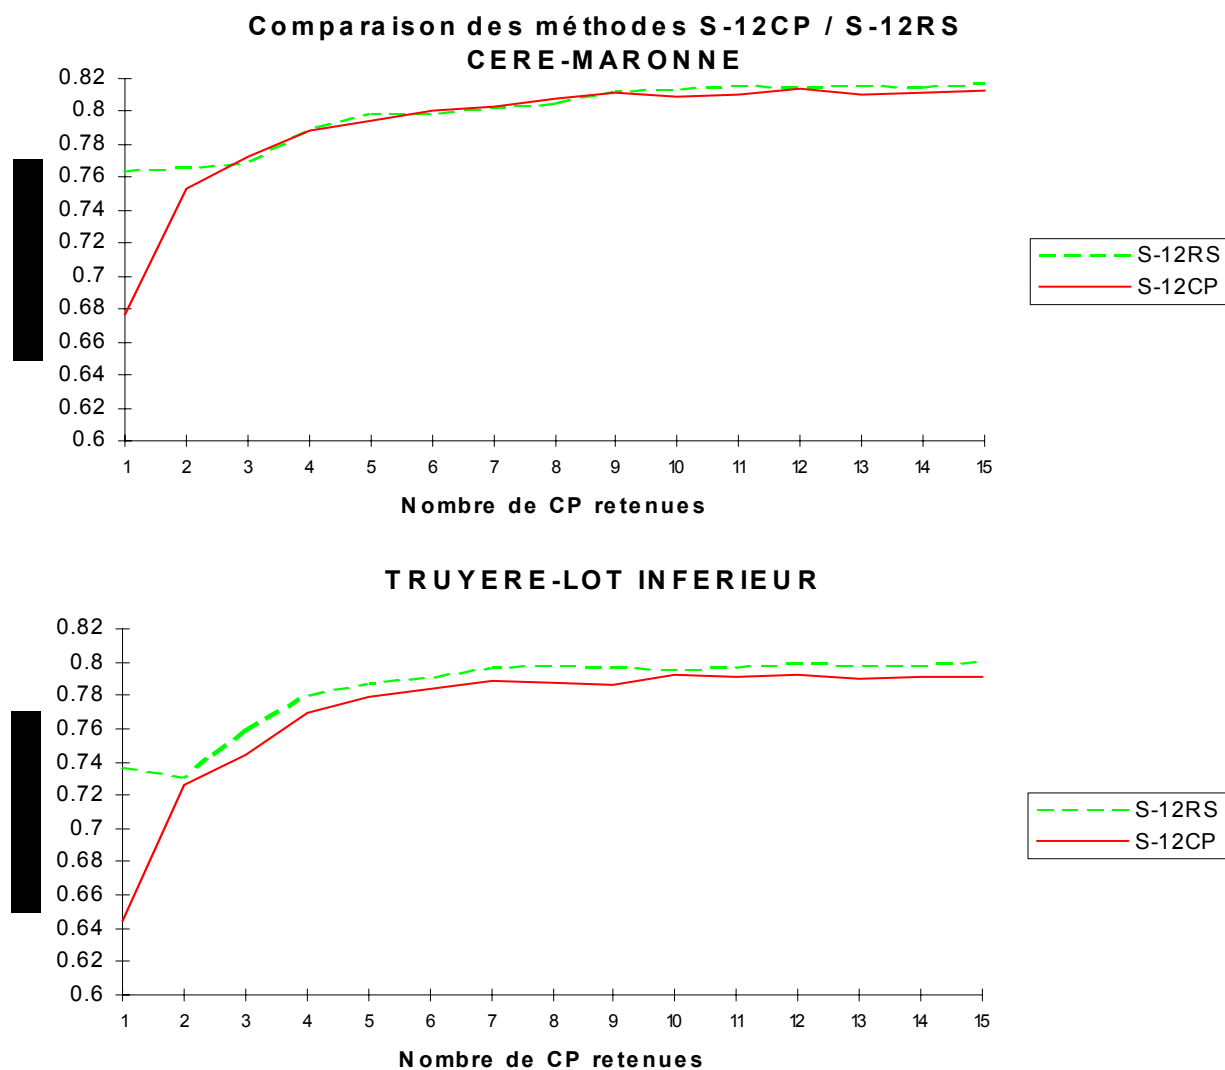 Comparaison des méthodes S-12CP / S-12RS
CERE-MARONNE
0.82
0.8
0.78
0.76
0.74
0.72
0.7
0.68
0.66
0.64
0.62
0.6
1 2 3 4 5 6 7 8 9 10 11 12 13 14 15
Nombre de CP retenues
S-12RS
S-12CP
TRUYERE-LOT INFERIEUR
0.82
0.8
0.78
0.76
0.74
0.72
0.7
0.68
0.66
0.64
0.62
0.6
1 2 3 4 5 6 7 8 9 10 11 12 13 14 15
Nombre de CP retenues
S-12RS
S-12CP